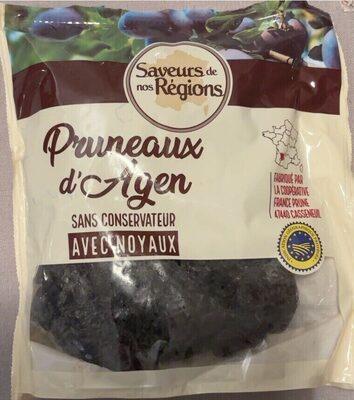 Saveurs de
nos Régions
Pruneaux
d'Agen
SANS CONSERVATEUR
AVEC NOYAUX
FABRIQUÉ PAR
LA COOPÉRATIVE
FRANCE PRUNE
47440 CASSENEUIL